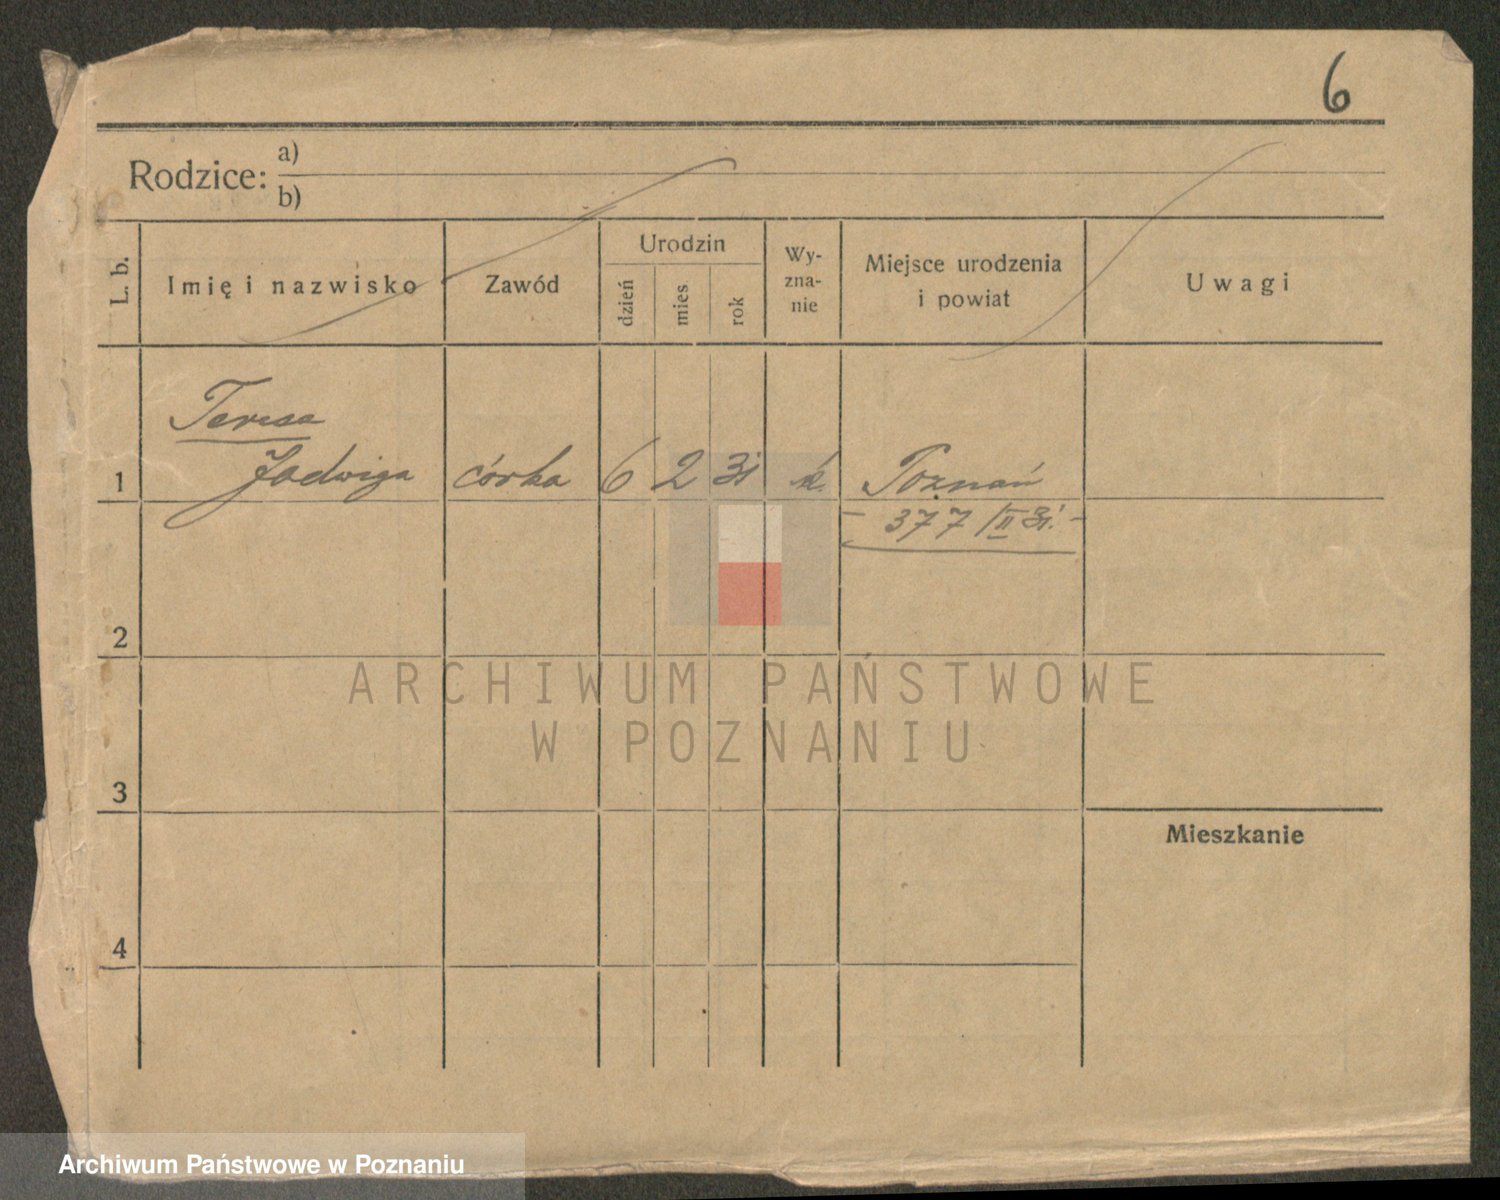 6
Rodzice: a)
b)
L. b.
Imię i nazwisko
Zawód
Urodzin
dzień
mies
rok
Wy-
zna-
nie
Miejsce urodzenia
i powiat
Uwagi
Teresa
1 Jadwiga córka 6 2 31 k. Poznań
- 377/II 31. -
2
ARCHIWUM PAŃSTWOWE
W POZNANIU
3
Mieszkanie
4
Archiwum Państwowe w Poznaniu